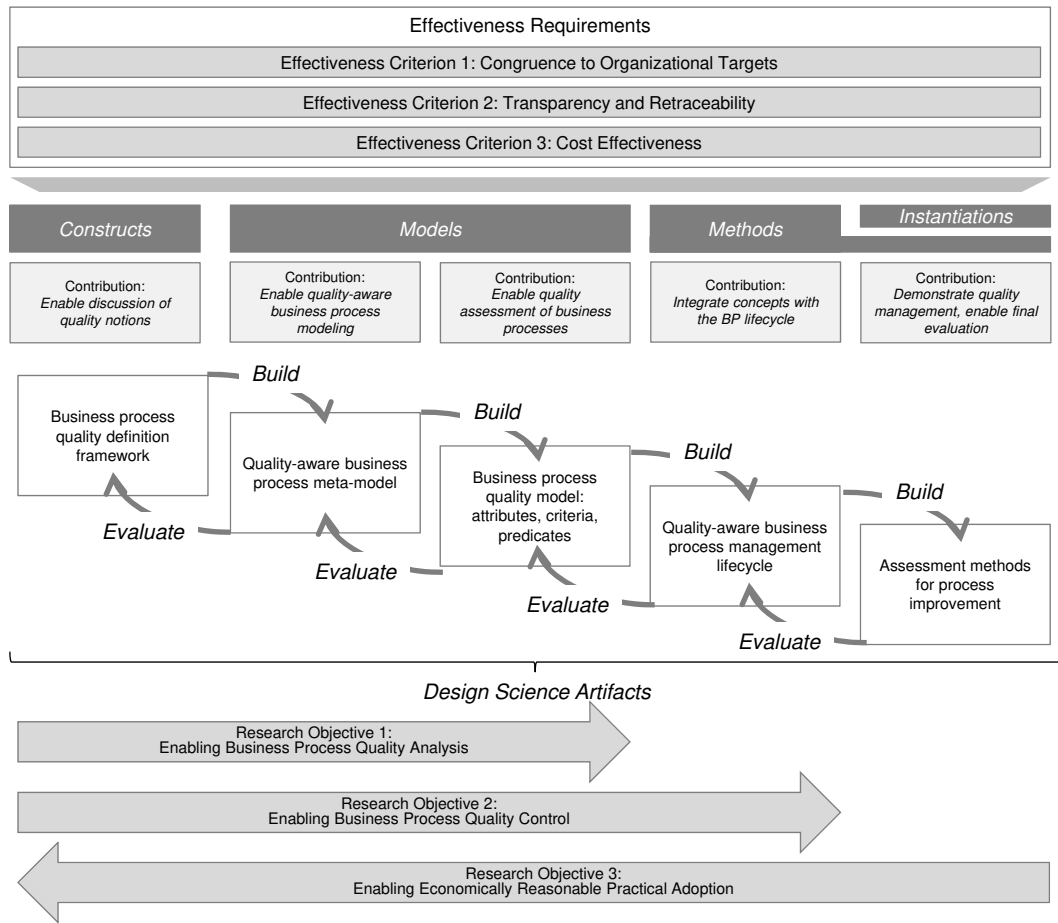 Effectiveness Requirements
Effectiveness Criterion 1: Congruence to Organizational Targets
Effectiveness Criterion 2: Transparency and Retraceability
Effectiveness Criterion 3: Cost Effectiveness
Constructs
Models
Methods
Instantiations
Contribution:
Enable discussion of
quality notions
Contribution:
Enable quality-aware
business process
modeling
Contribution:
Enable quality
assessment of business
processes
Contribution:
Integrate concepts with
the BP lifecycle
Contribution:
Demonstrate quality
management, enable final
evaluation
Build
Business process
quality definition
framework
Evaluate
Build
Quality-aware business
process meta-model
Evaluate
Build
Business process
quality model:
attributes, criteria,
predicates
Evaluate
Build
Quality-aware business
process management
lifecycle
Evaluate
Assessment methods
for process
improvement
Design Science Artifacts
Research Objective 1:
Enabling Business Process Quality Analysis
Research Objective 2:
Enabling Business Process Quality Control
Research Objective 3:
Enabling Economically Reasonable Practical Adoption